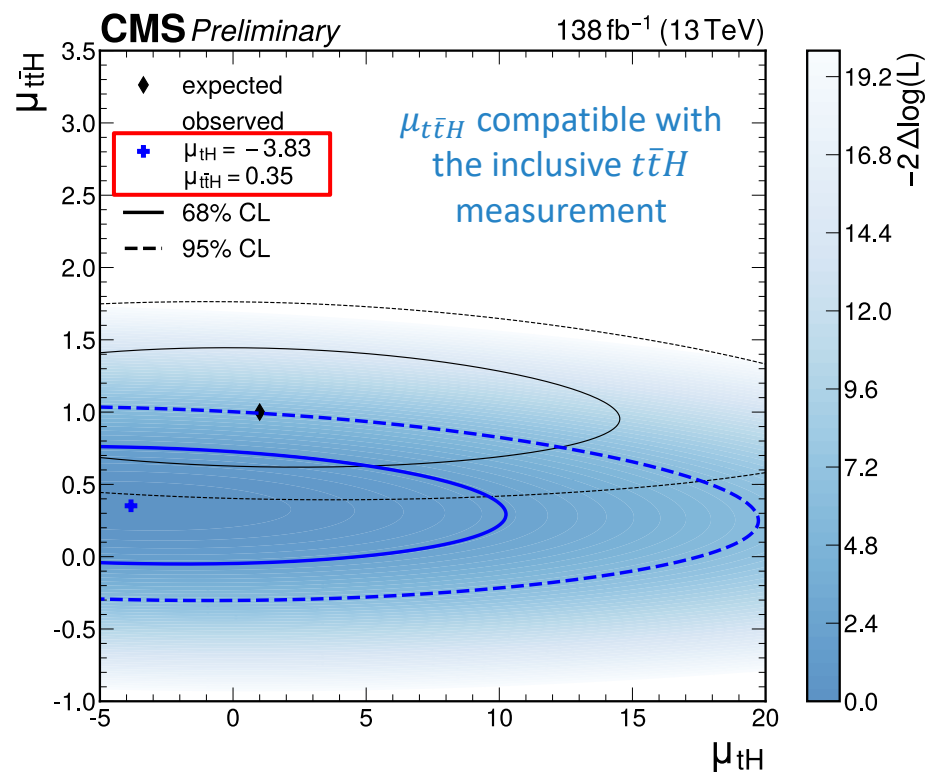 CMS Preliminary 138 fb⁻¹ (13 TeV)
expected
observed
μtH = −3.83
μtt̄H = 0.35
68% CL
95% CL
μtt̄H compatible with
the inclusive tt̄H
measurement
μtt̄H
3.5
3.0
2.5
2.0
1.5
1.0
0.5
0.0
-0.5
-1.0
-5 0 5 10 15 20
μtH
−2 Δlog(L)
19.2
16.8
14.4
12.0
9.6
7.2
4.8
2.4
0.0